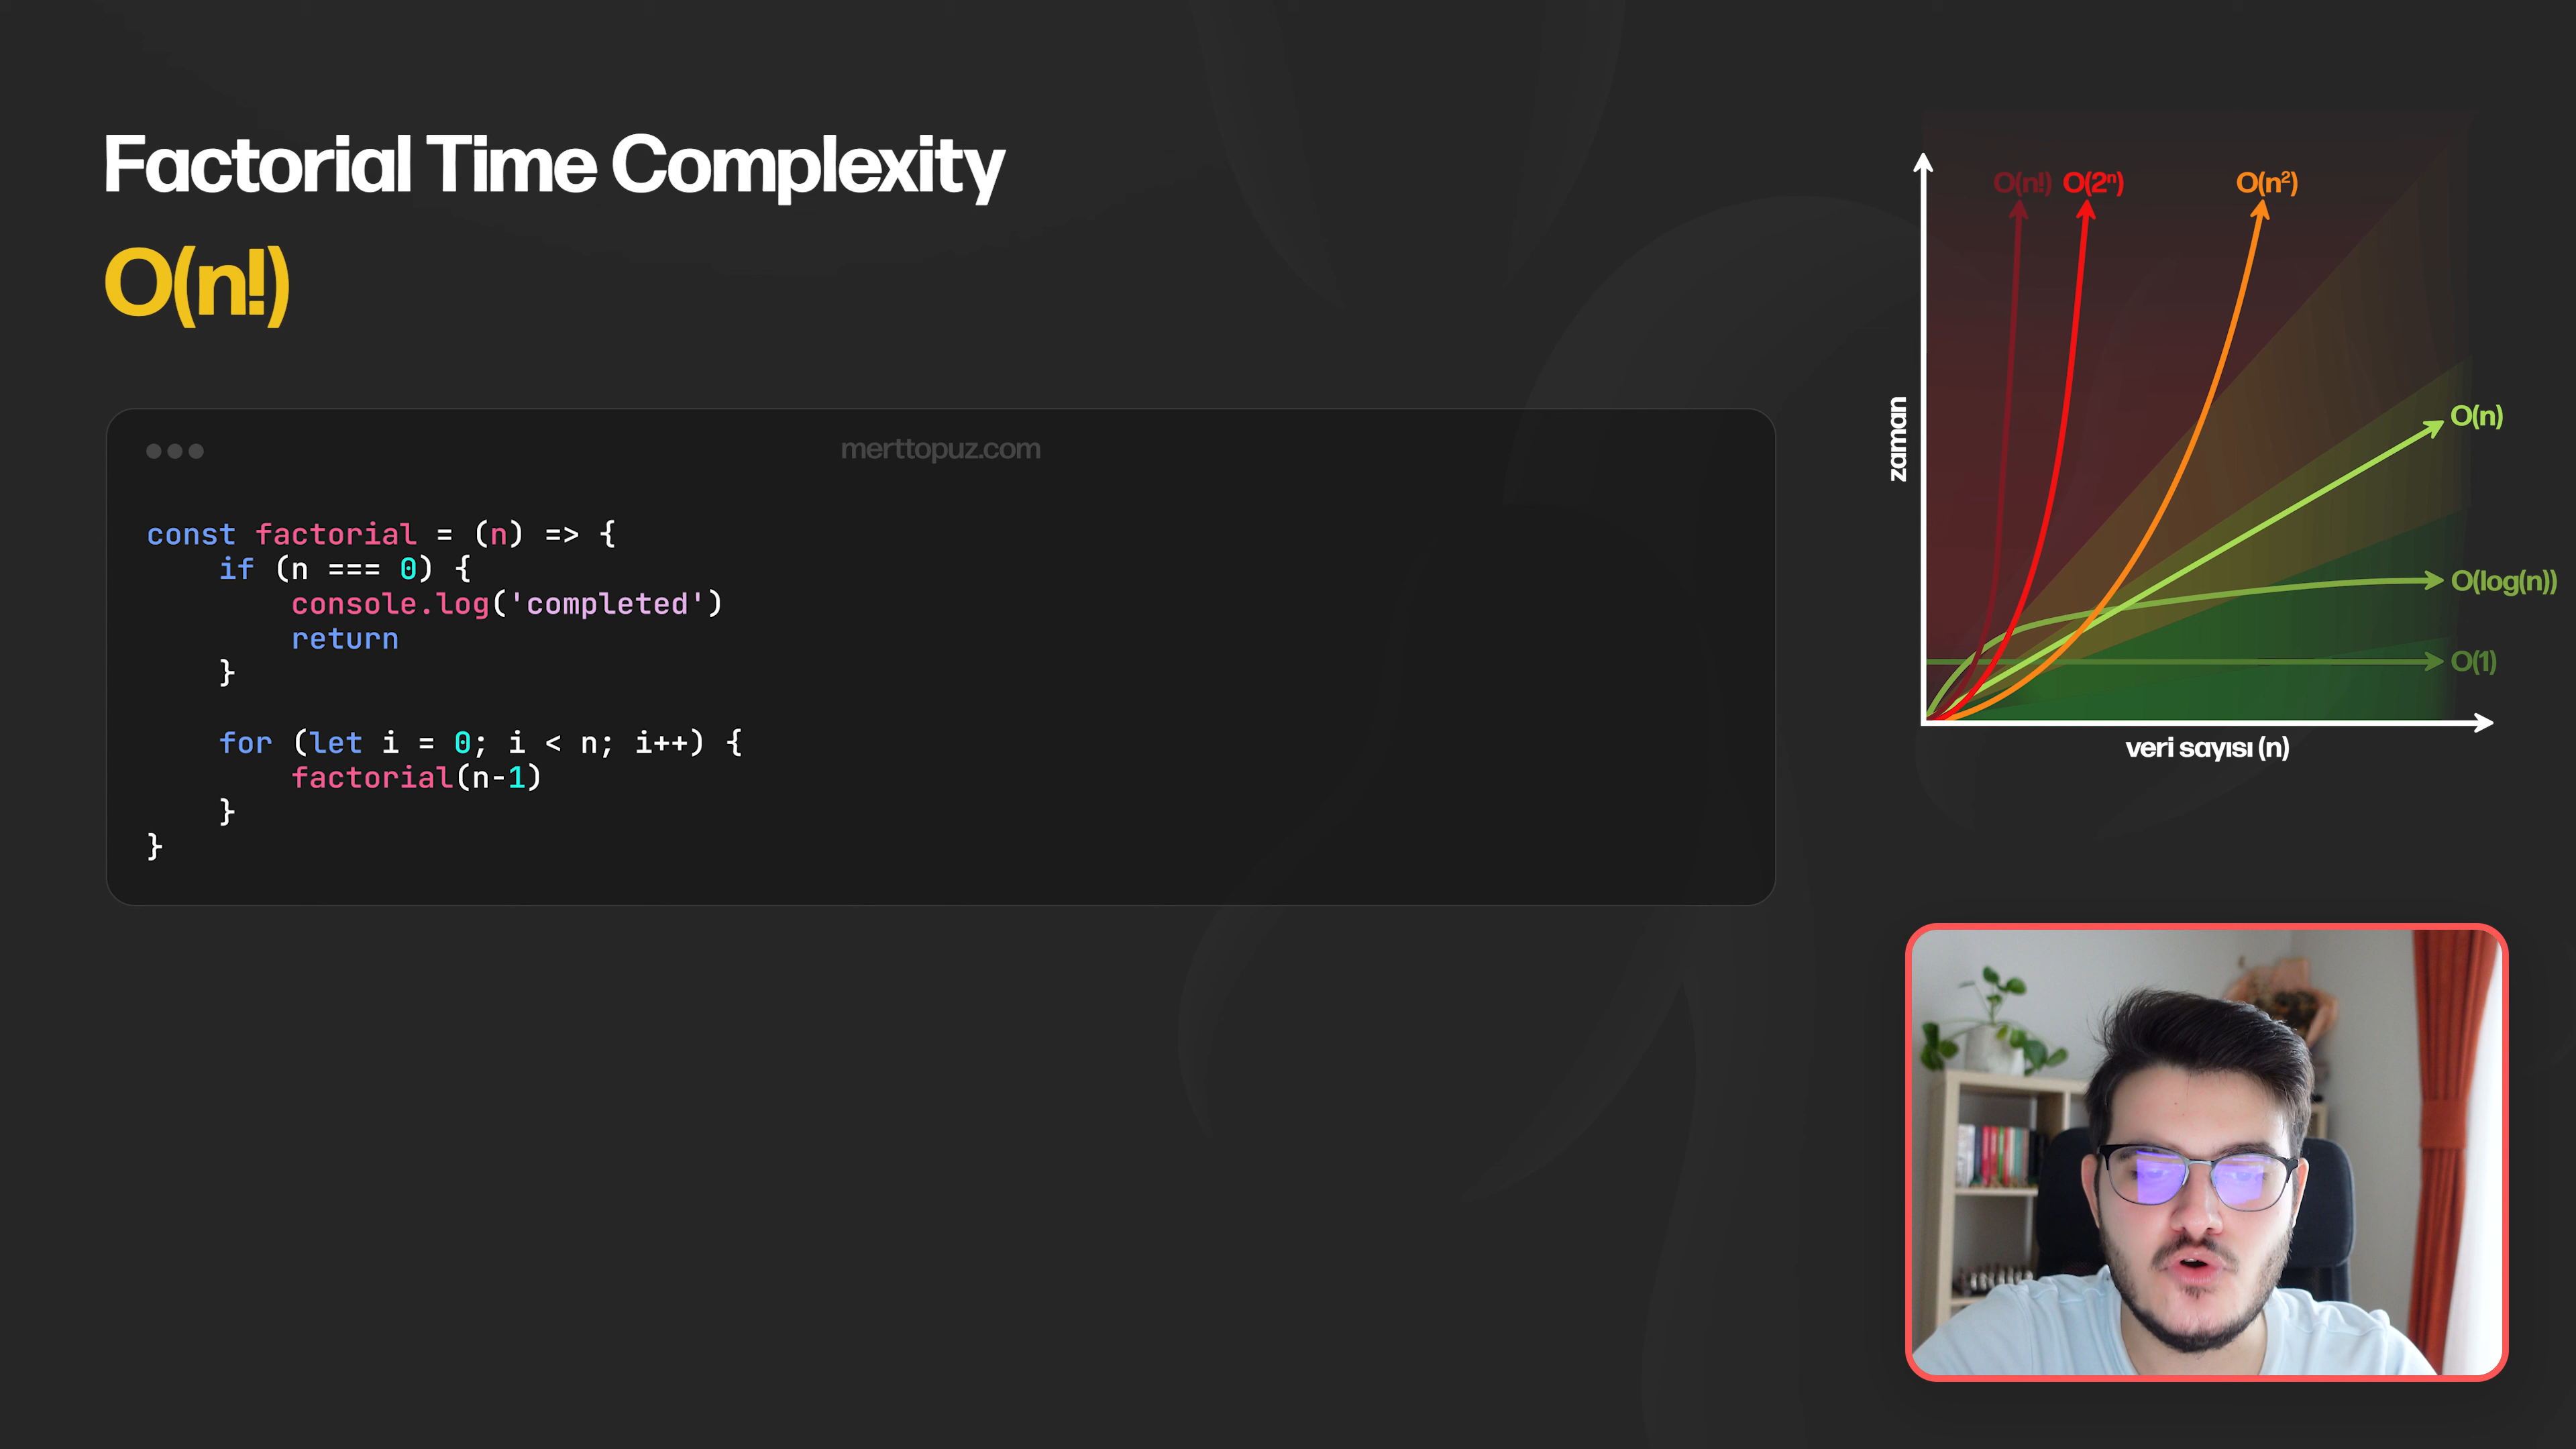 Factorial Time Complexity
O(n!)
merttopuz.com
const factorial = (n) => {
    if (n === 0) {
        console.log('completed')
        return
    }

    for (let i = 0; i < n; i++) {
        factorial(n-1)
    }
}
O(n!)
O(2ⁿ)
O(n²)
O(n)
O(log(n))
O(1)
zaman
veri sayısı (n)